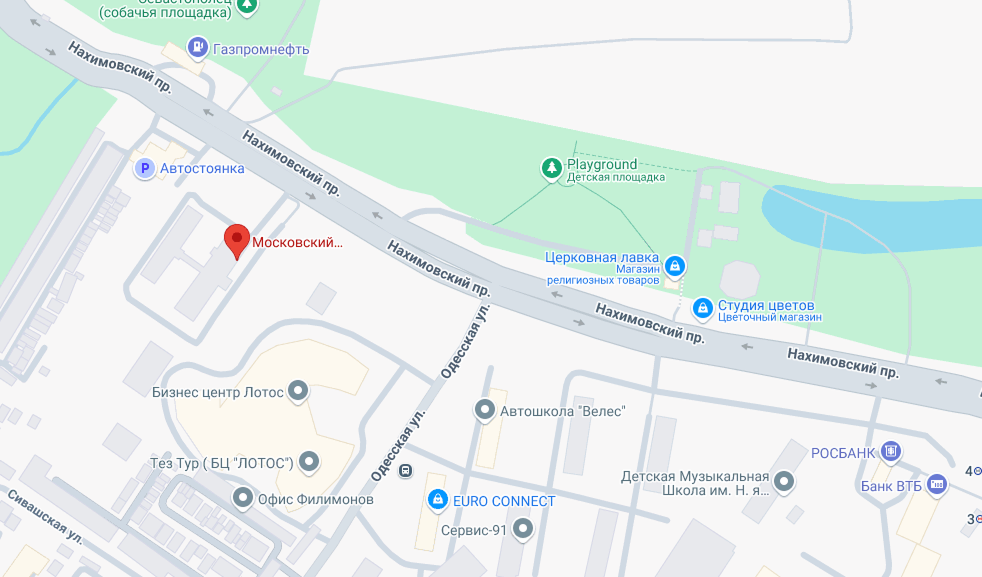 Севастополец
(собачья площадка)
Нахимовский пр.
Газпромнефть
Нахимовский пр.
Автостоянка
Playground
Детская площадка
Московский...
Нахимовский пр.
Церковная лавка
Магазин
религиозных товаров
Студия цветов
Цветочный магазин
Нахимовский пр.
Нахимовский пр.
Одесская ул.
Бизнес центр Лотос
Автошкола "Велес"
Одесская ул.
РОСБАНК
Тез Тур ( БЦ "ЛОТОС")
Детская Музыкальная
Школа им. Н. я...
Банк ВТБ
Офис Филимонов
EURO CONNECT
Сивашская ул.
Сервис-91